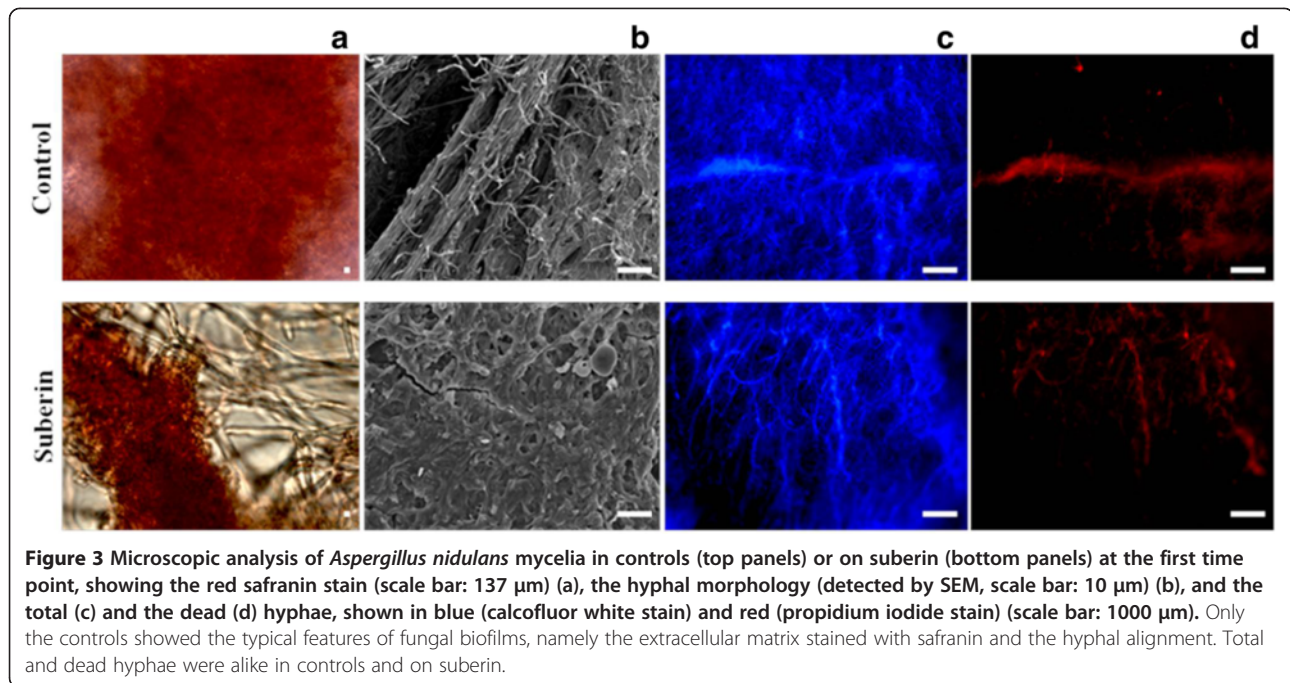 a b c d
Control
Suberin
Figure 3 Microscopic analysis of Aspergillus nidulans mycelia in controls (top panels) or on suberin (bottom panels) at the first time
point, showing the red safranin stain (scale bar: 137 μm) (a), the hyphal morphology (detected by SEM, scale bar: 10 μm) (b), and the
total (c) and the dead (d) hyphae, shown in blue (calcofluor white stain) and red (propidium iodide stain) (scale bar: 1000 μm). Only
the controls showed the typical features of fungal biofilms, namely the extracellular matrix stained with safranin and the hyphal alignment. Total
and dead hyphae were alike in controls and on suberin.